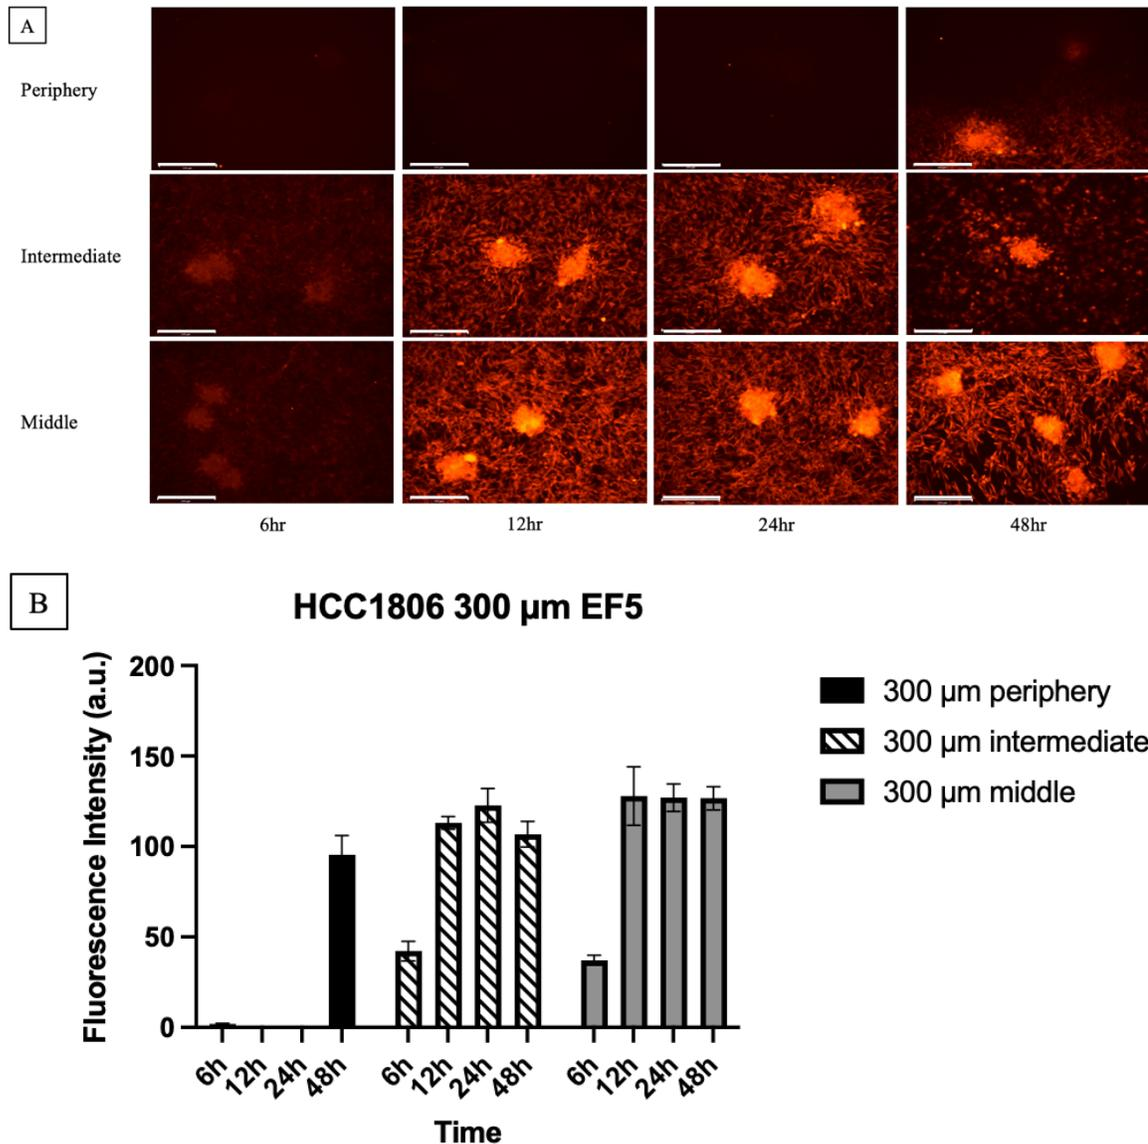 A
Periphery
Intermediate
Middle
6hr
12hr
24hr
48hr
B
HCC1806 300 µm EF5
Fluorescence Intensity (a.u.)
200
150
100
50
0
6h
12h
24h
48h
6h
12h
24h
48h
6h
12h
24h
48h
Time
300 µm periphery
300 µm intermediate
300 µm middle